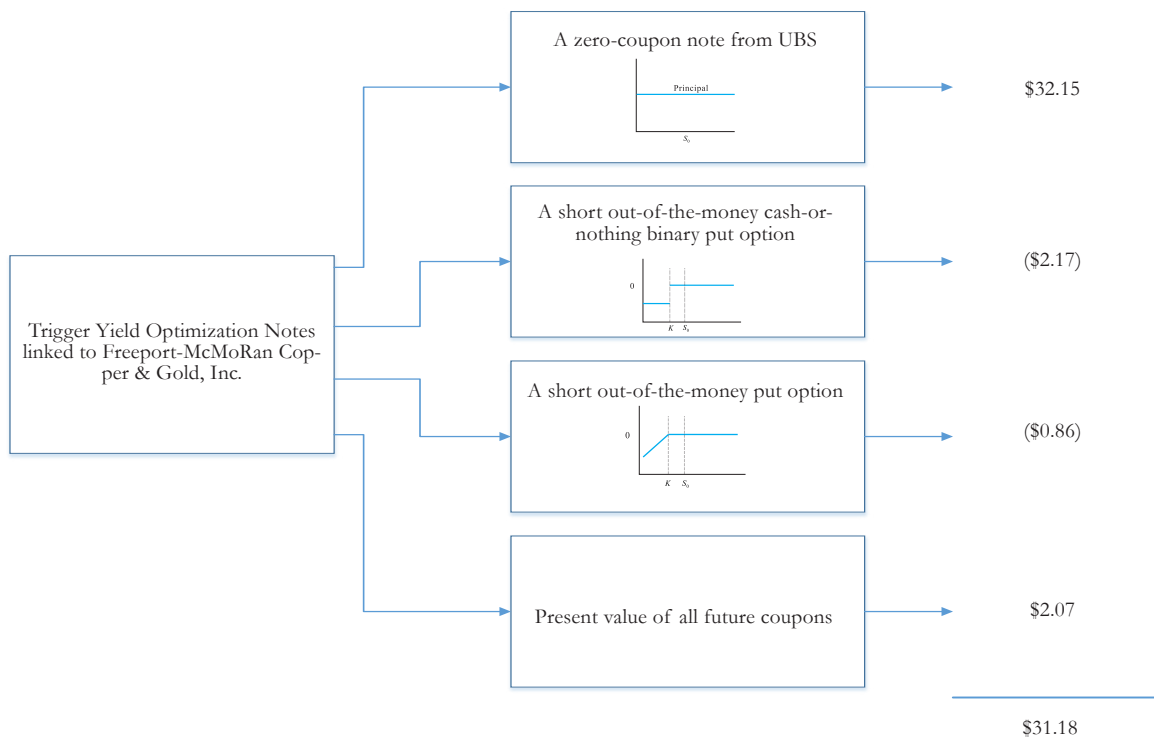 A zero-coupon note from UBS
Principal
S0
$32.15
A short out-of-the-money cash-or-
nothing binary put option
0
K
S0
($2.17)
Trigger Yield Optimization Notes
linked to Freeport-McMoRan Cop-
per & Gold, Inc.
A short out-of-the-money put option
0
K
S0
($0.86)
Present value of all future coupons
$2.07
$31.18